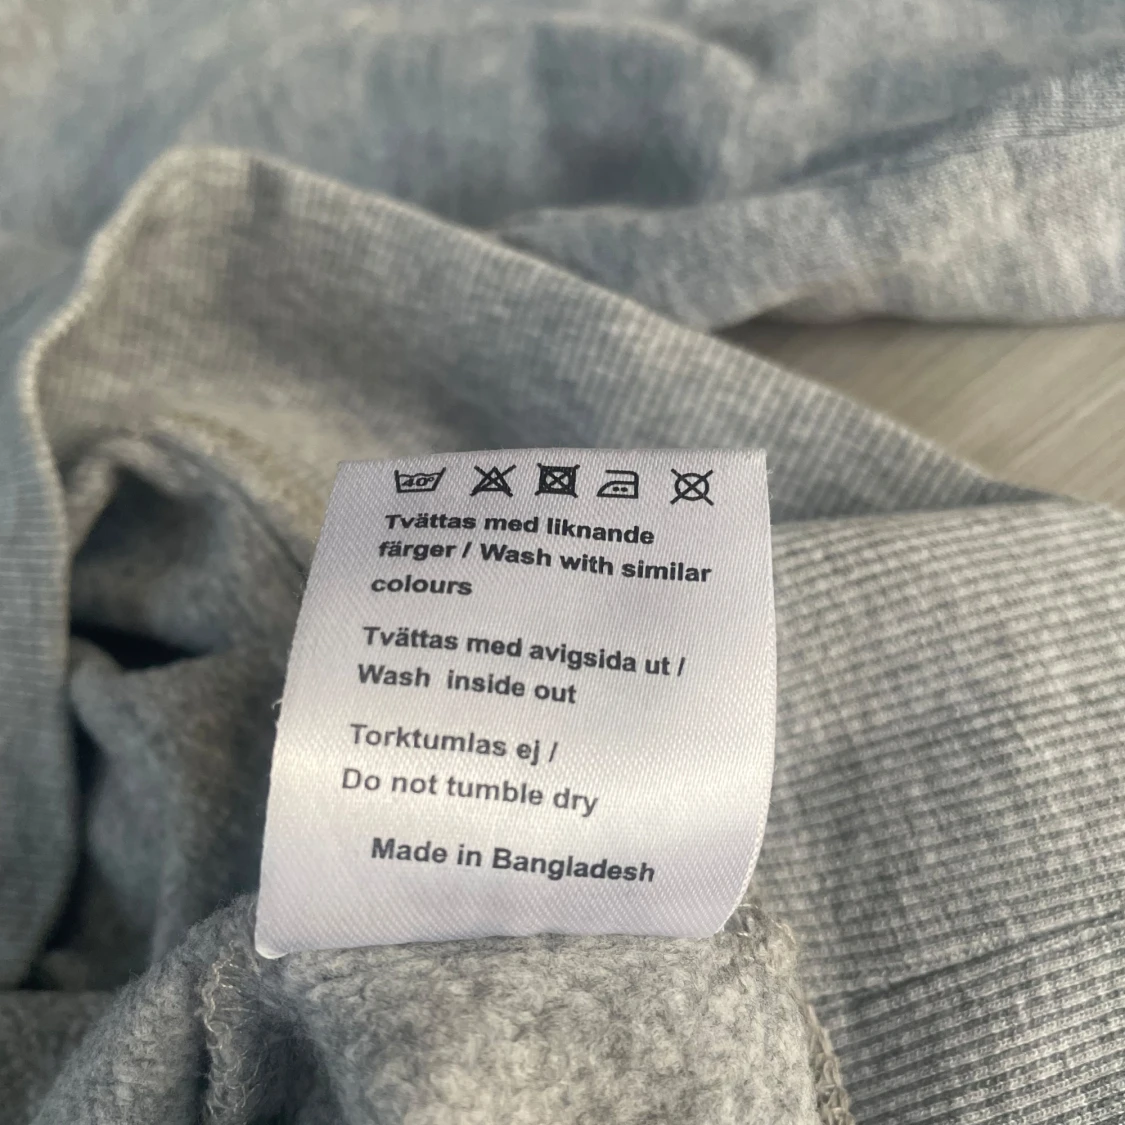 40°
Tvättas med liknande
färger / Wash with similar
colours
Tvättas med avigsida ut /
Wash inside out
Torktumlas ej /
Do not tumble dry
Made in Bangladesh